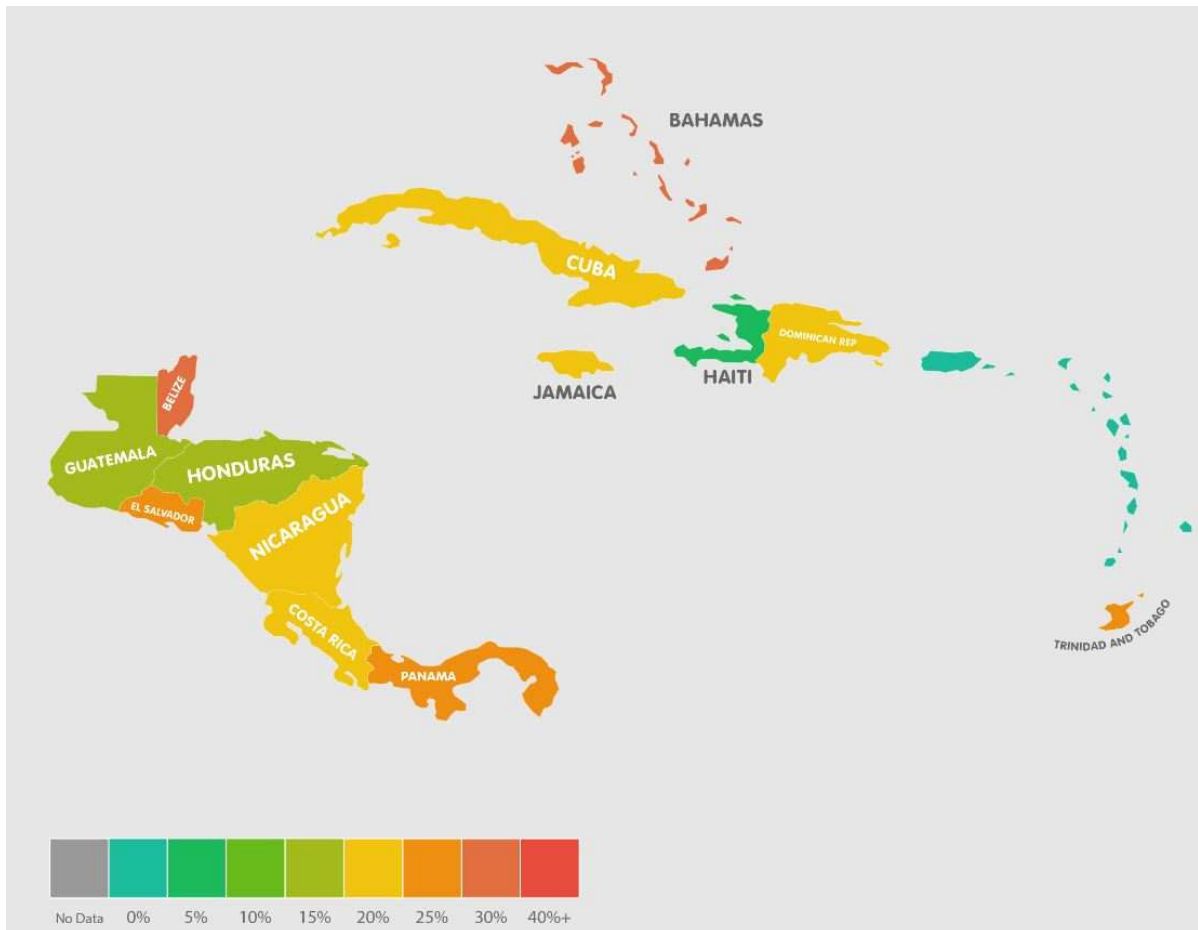 BAHAMAS
CUBA
DOMINICAN REP
HAITI
JAMAICA
BELIZE
GUATEMALA
HONDURAS
EL SALVADOR
NICARAGUA
COSTA RICA
PANAMA
TRINIDAD AND TOBAGO
No Data 0% 5% 10% 15% 20% 25% 30% 40%+